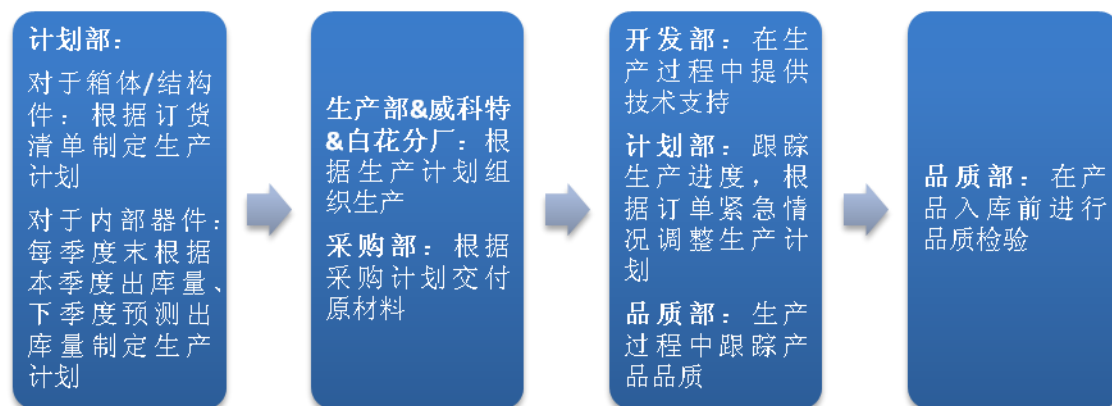 计划部：
对于箱体/结构
件：根据订货
清单制定生产
计划
对于内部器件：
每季度末根据
本季度出库量、
下季度预测出
库量制定生产
计划
生产部&威科特
&白花分厂：根
据生产计划组
织生产
采购部：根据
采购计划交付
原材料
开发部：在生
产过程中提供
技术支持
计划部：跟踪
生产进度，根
据订单紧急情
况调整生产计
划
品质部：生产
过程中跟踪产
品品质
品质部：在产
品入库前进行
品质检验